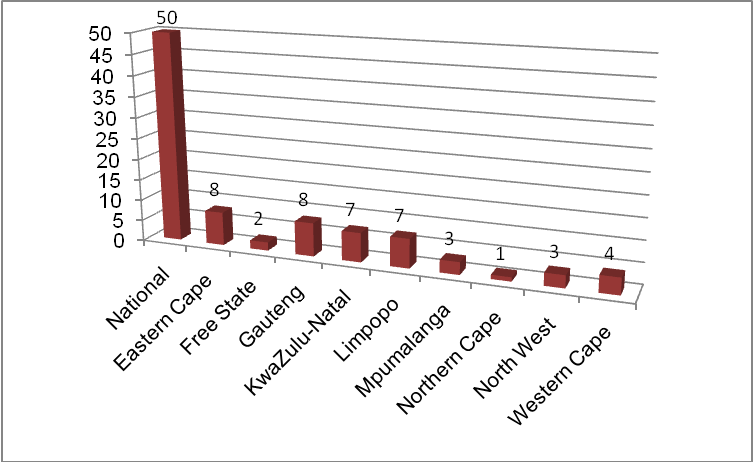 50
45
40
35
30
25
20
15
10
5
0
50
8
2
8
7
7
3
1
3
4
National
Eastern Cape
Free State
Gauteng
KwaZulu-Natal
Limpopo
Mpumalanga
Northern Cape
North West
Western Cape